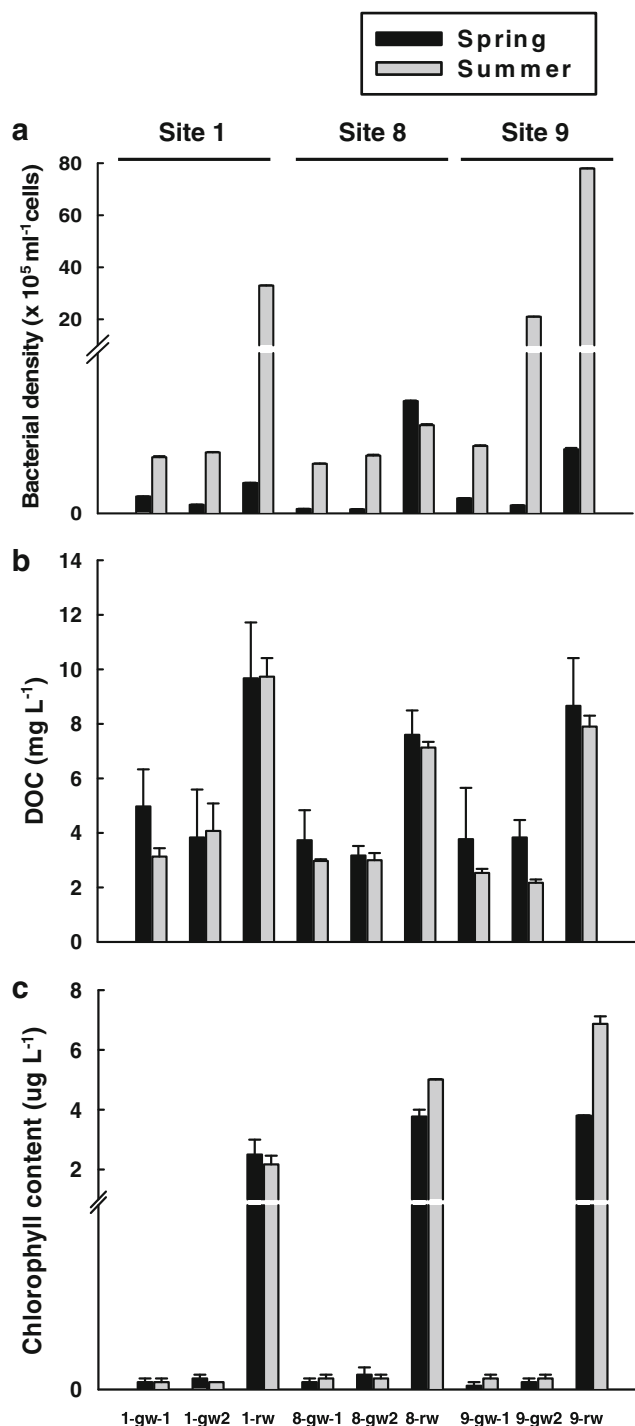 Spring
Summer
a
Site 1 Site 8 Site 9
Bacterial density (x 10⁵ ml⁻¹cells)
80
60
40
20
0
b
DOC (mg L⁻¹)
14
12
10
8
6
4
2
0
c
Chlorophyll content (ug L⁻¹)
8
6
4
2
0
1-gw-1 1-gw2 1-rw 8-gw-1 8-gw2 8-rw 9-gw-1 9-gw2 9-rw